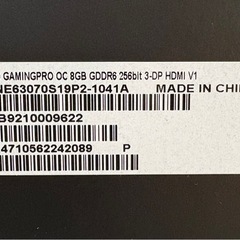 GAMINGPRO OC 8GB GDDR6 256bit 3-DP HDMI V1
NE63070S19P2-1041A
MADE IN CHI
B9210009622
4710562242089 P